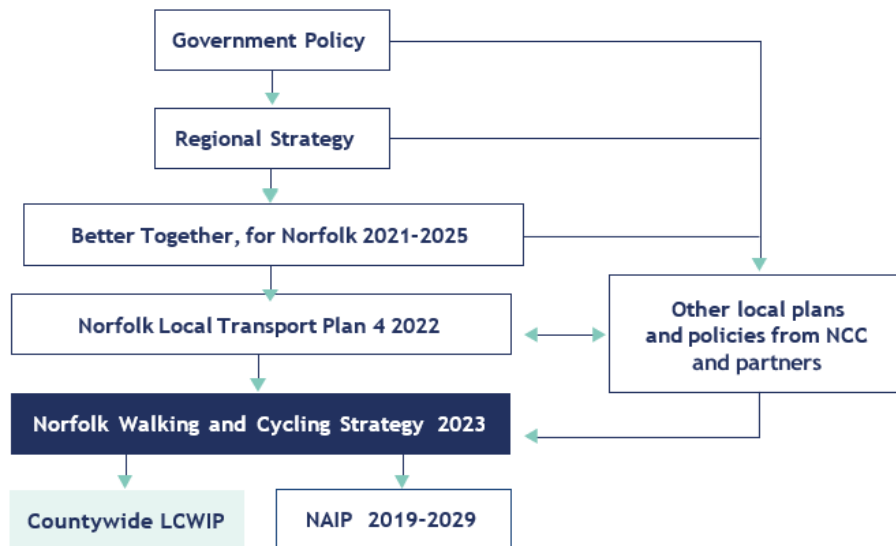 Government Policy
Regional Strategy
Better Together, for Norfolk 2021-2025
Norfolk Local Transport Plan 4 2022
Other local plans
and policies from NCC
and partners
Norfolk Walking and Cycling Strategy 2023
Countywide LCWIP
NAIP 2019-2029